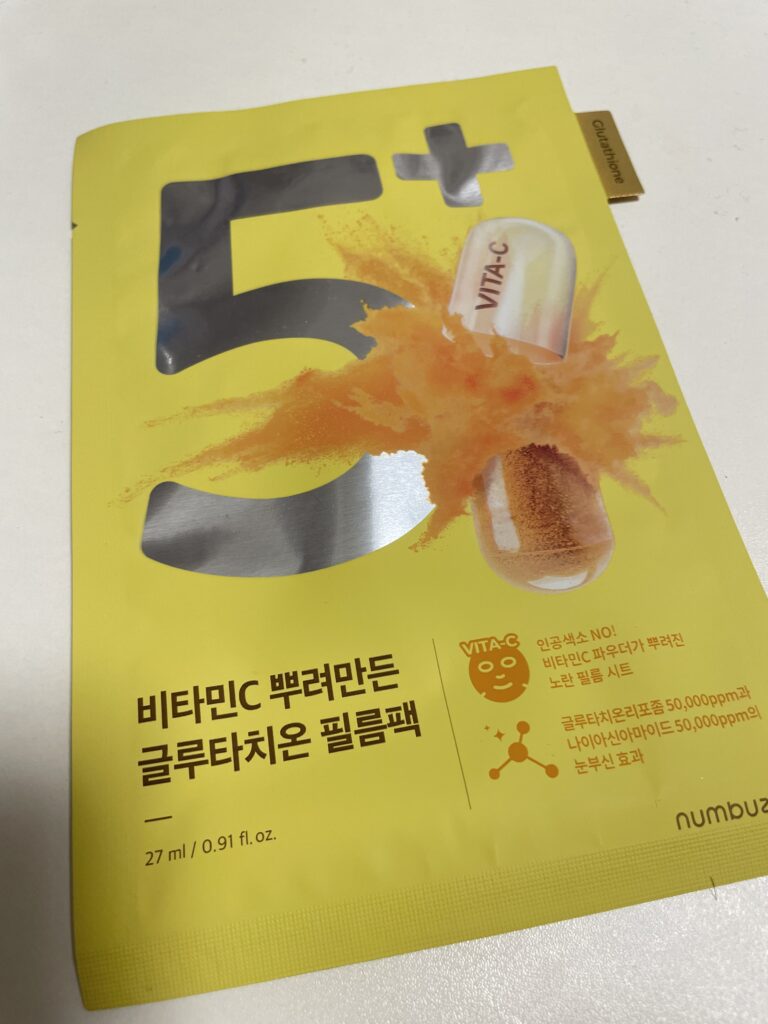 5+
Glutathione
VITA-C
비타민C 뿌려만든
글루타치온 필름팩
27 ml / 0.91 fl. oz.
VITA-C
인공색소 NO!
비타민C 파우더가 뿌려진
노란 필름 시트
글루타치온리포좀 50,000ppm과
나이아신아마이드 50,000ppm의
눈부신 효과
numbuz